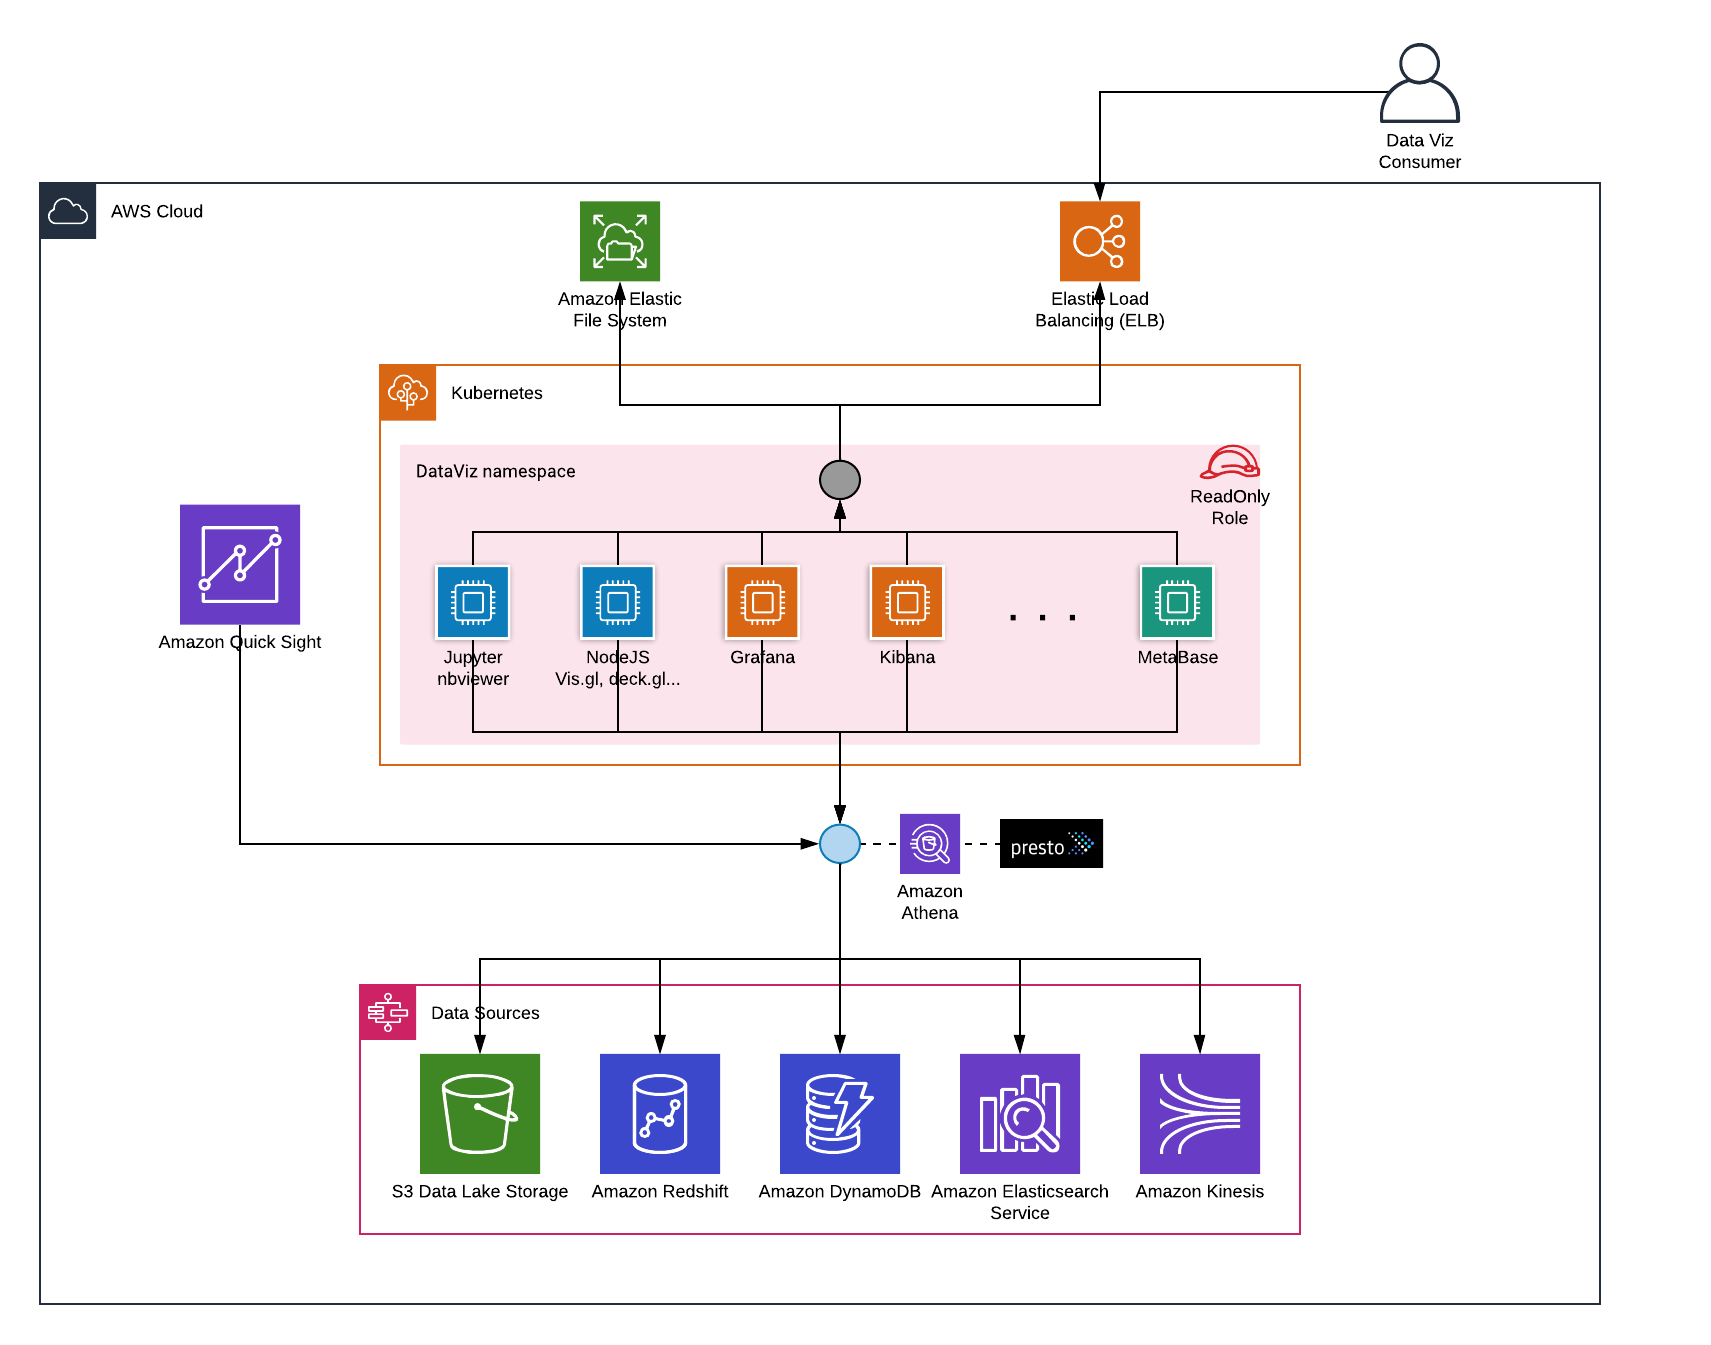 Data Viz
Consumer
AWS Cloud
Amazon Elastic
File System
Elastic Load
Balancing (ELB)
Kubernetes
DataViz namespace
ReadOnly
Role
Amazon Quick Sight
Jupyter
nbviewer
NodeJS
Vis.gl, deck.gl...
Grafana
Kibana
. . .
MetaBase
presto
Amazon
Athena
Data Sources
S3 Data Lake Storage
Amazon Redshift
Amazon DynamoDB
Amazon Elasticsearch
Service
Amazon Kinesis